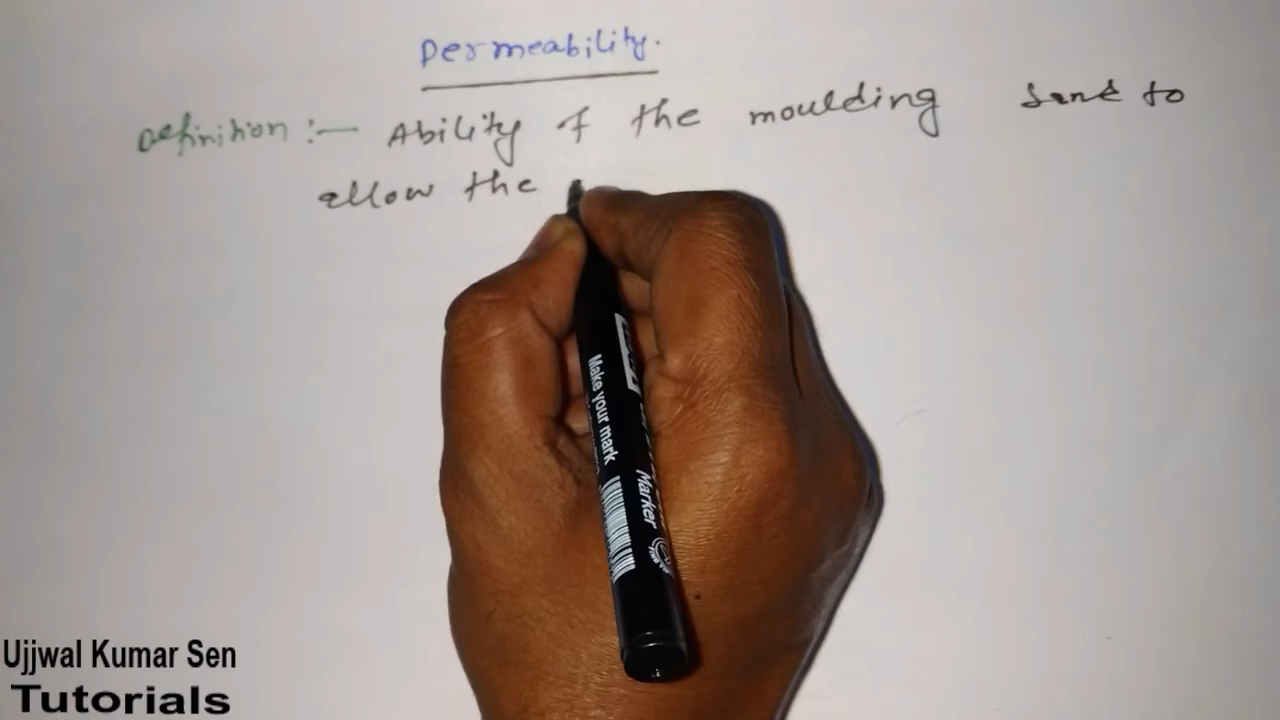 Permeability.
Definition :— Ability of the moulding sand to
allow the
Make your mark
Marker
Ujjwal Kumar Sen
Tutorials